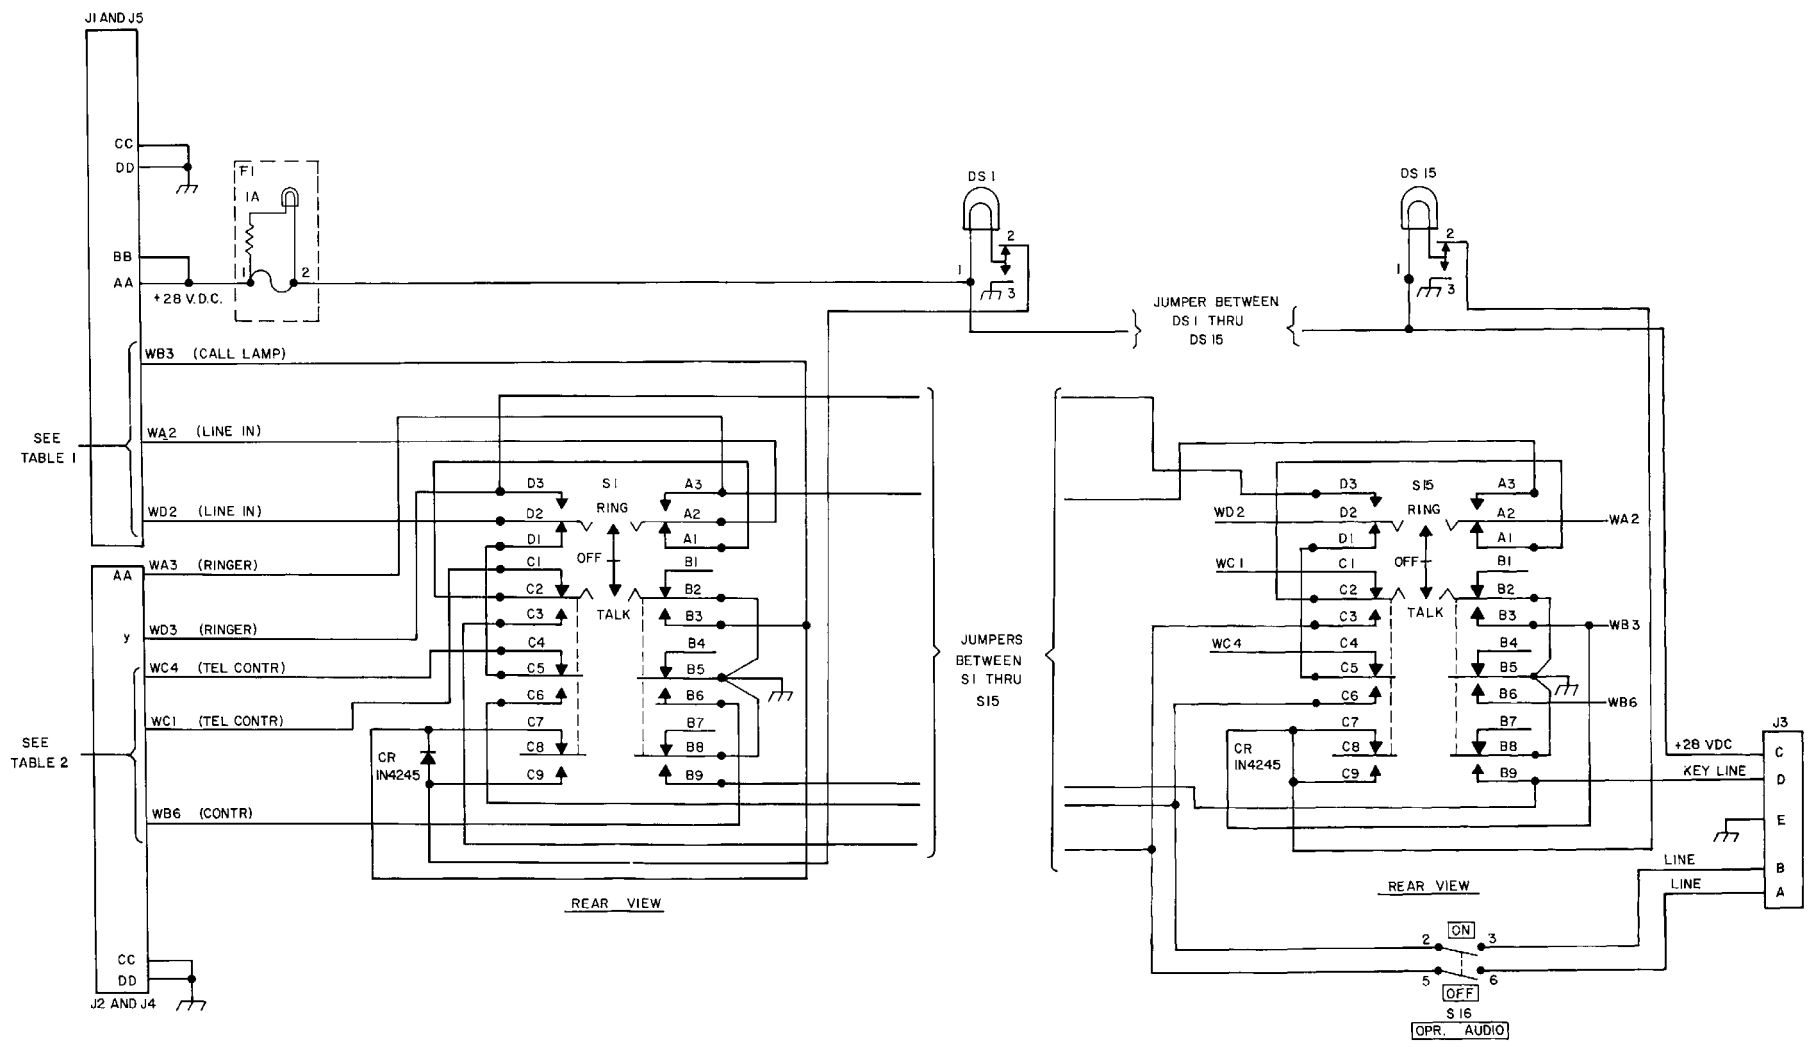 J1 AND J5
CC
DD
BB
AA
+28 V.D.C.
F1
1A
1
2
DS 1
1
2
3
DS 15
1
2
3
JUMPER BETWEEN
DS 1 THRU
DS 15
WB3 (CALL LAMP)
WA2 (LINE IN)
WD2 (LINE IN)
SEE
TABLE 1
WA3 (RINGER)
AA
WD3 (RINGER)
y
WC4 (TEL CONTR)
WC1 (TEL CONTR)
SEE
TABLE 2
WB6 (CONTR)
CC
DD
J2 AND J4
D3
D2
D1
C1
C2
C3
C4
C5
C6
C7
C8
C9
S1
RING
OFF
TALK
A3
A2
A1
B1
B2
B3
B4
B5
B6
B7
B8
B9
CR
IN4245
REAR VIEW
JUMPERS
BETWEEN
S1 THRU
S15
WD2
WC1
WC4
D3
D2
D1
C1
C2
C3
C4
C5
C6
C7
C8
C9
S15
RING
OFF
TALK
A3
A2
A1
B1
B2
B3
B4
B5
B6
B7
B8
B9
WA2
WB3
WB6
CR
IN4245
REAR VIEW
J3
+28 VDC
C
KEY LINE
D
E
LINE
B
LINE
A
2
ON
3
5
OFF
6
S16
OPR. AUDIO